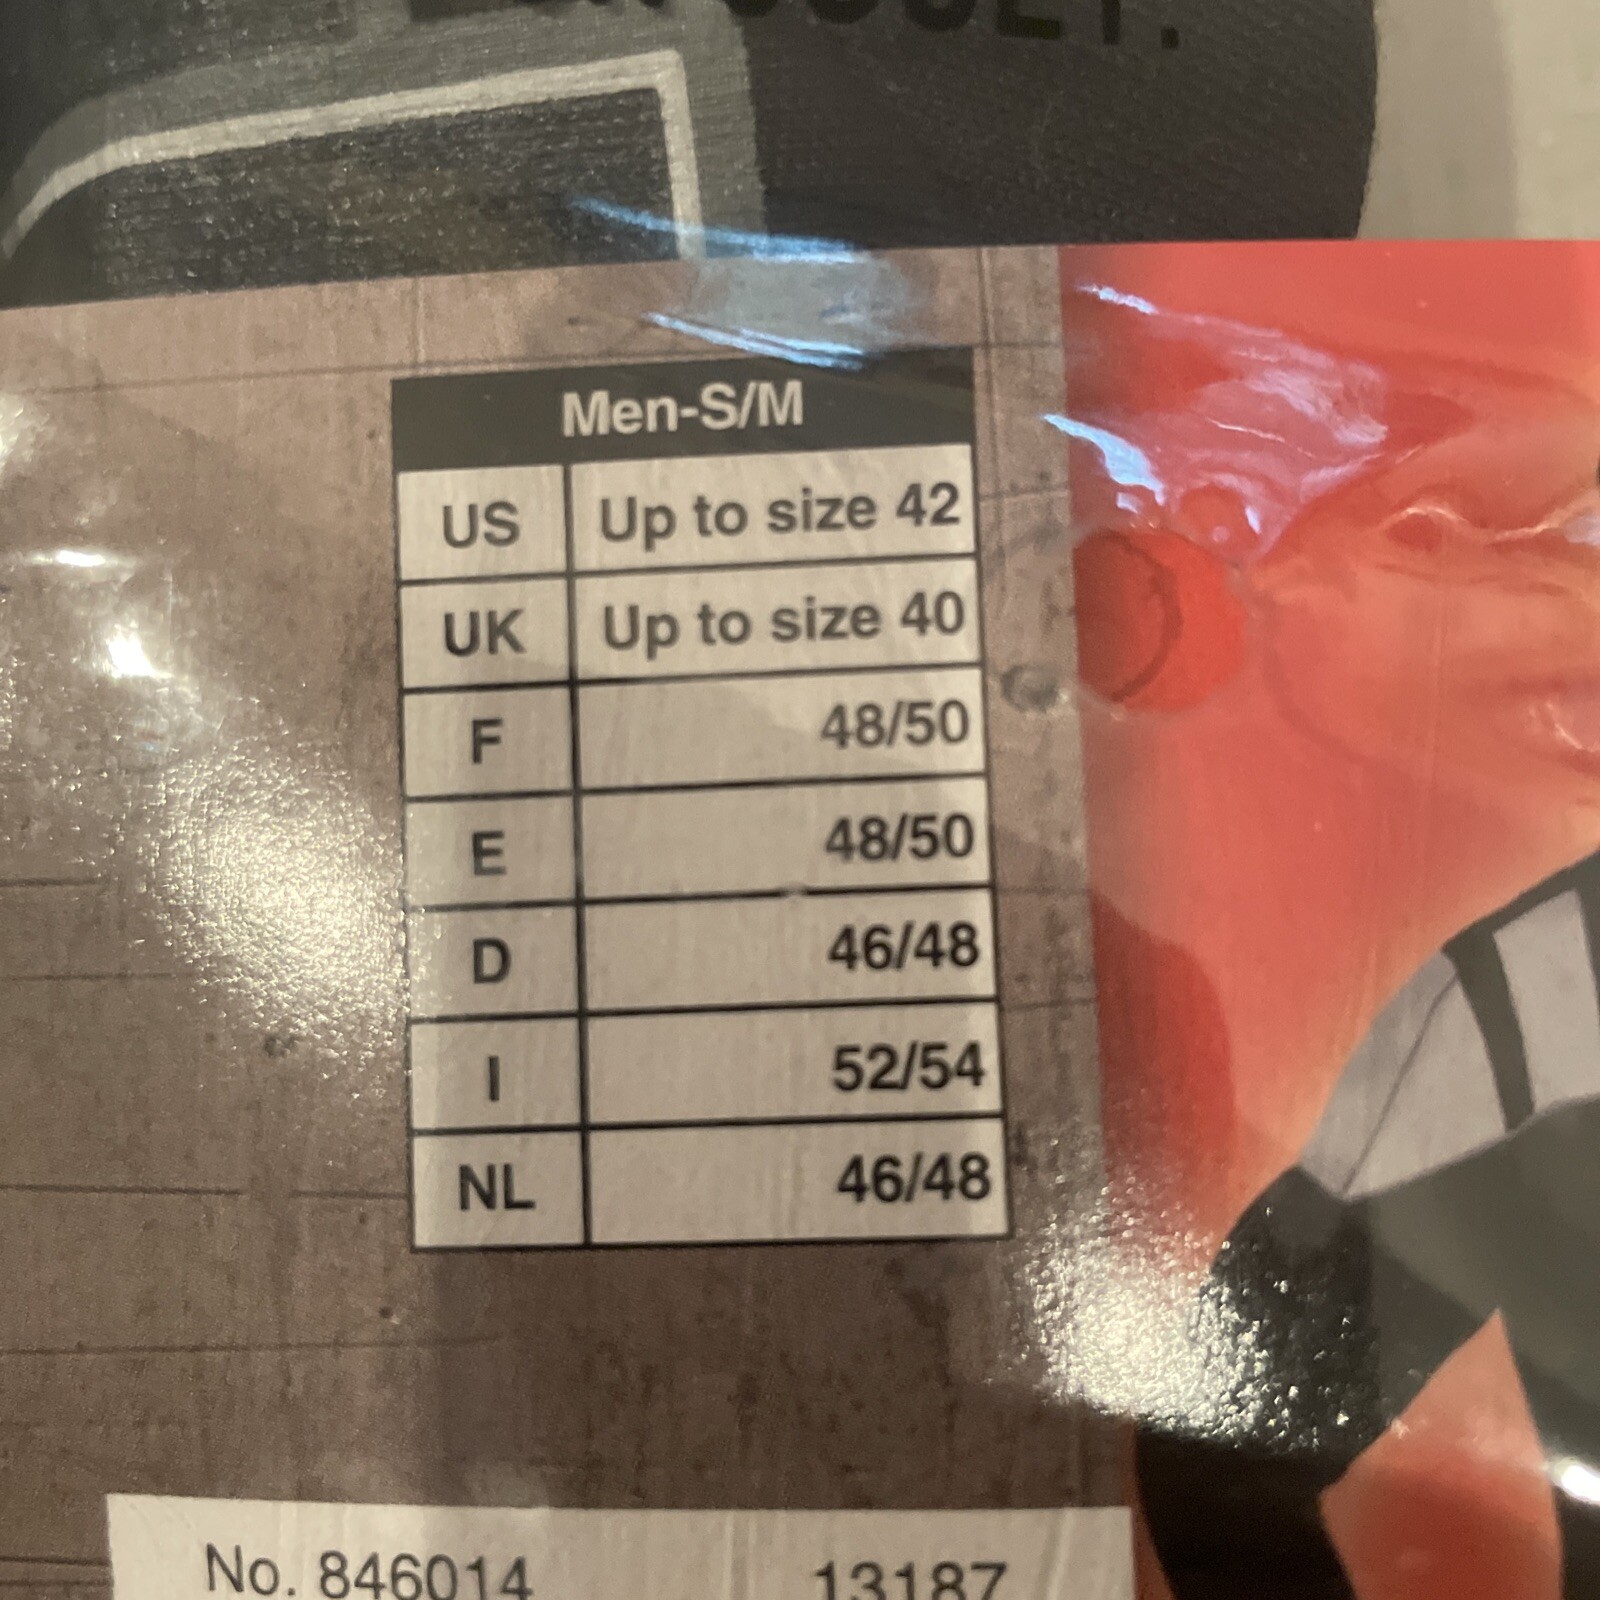 Men-S/M
US Up to size 42
UK Up to size 40
F 48/50
E 48/50
D 46/48
I 52/54
NL 46/48
No. 846014 13187